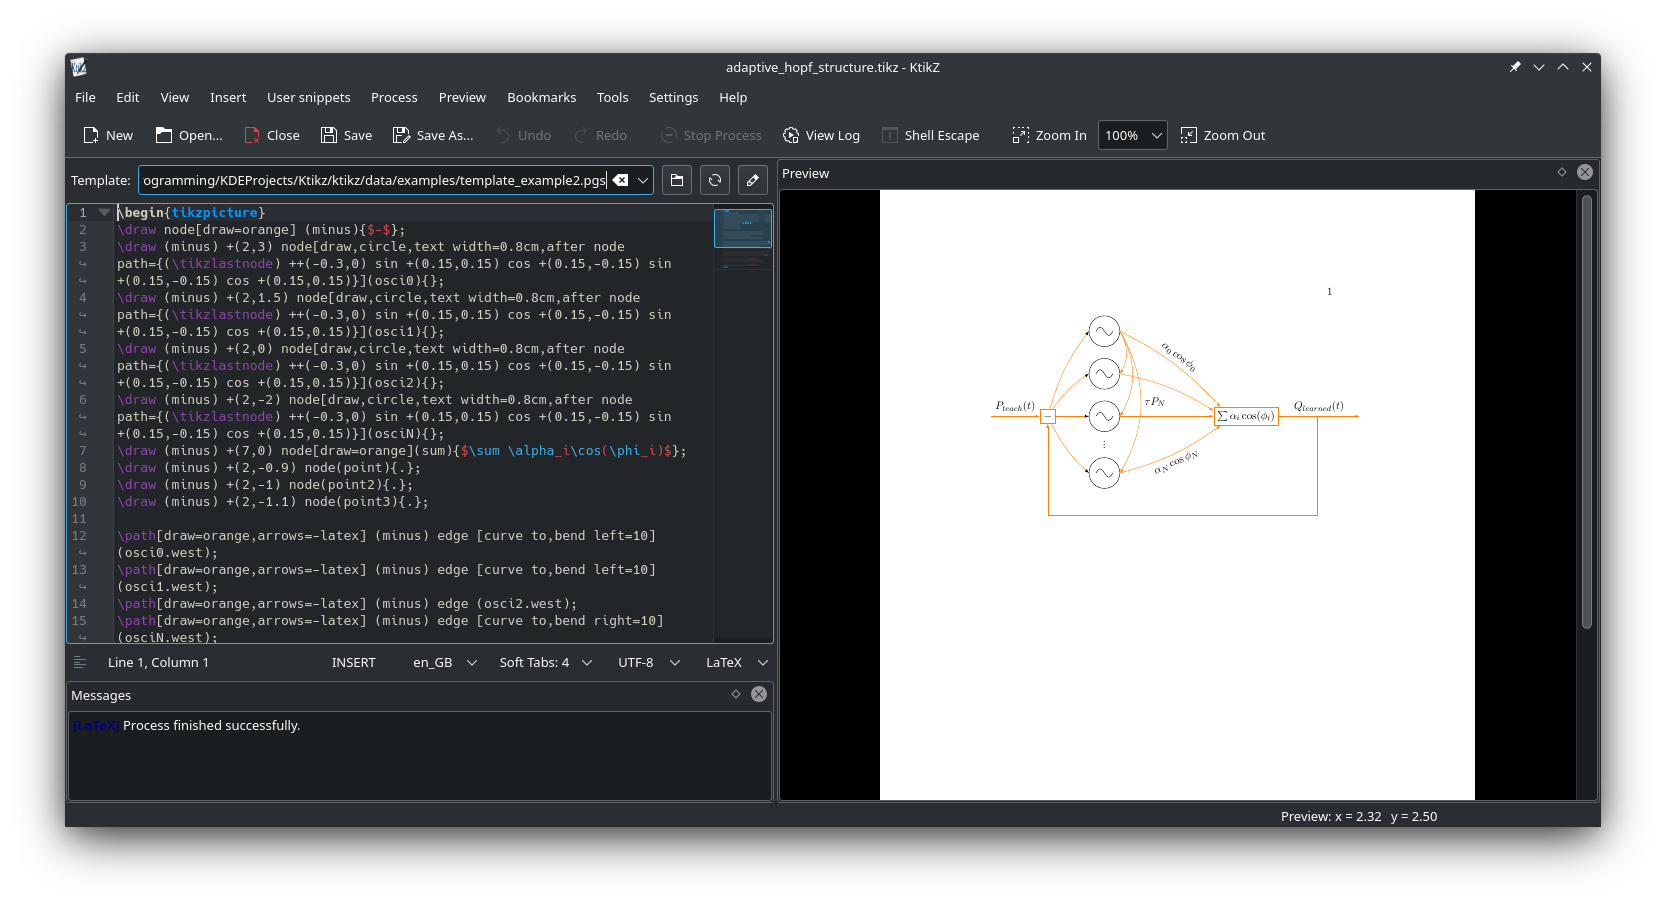 adaptive_hopf_structure.tikz - KtikZ
File Edit View Insert User snippets Process Preview Bookmarks Tools Settings Help
New Open... Close Save Save As... Undo Redo Stop Process View Log Shell Escape Zoom In 100% Zoom Out
Template: ogramming/KDEProjects/Ktikz/ktikz/data/examples/template_example2.pgs
1 \begin{tikzpicture}
2 \draw node[draw=orange] (minus){$-$};
3 \draw (minus) +(2,3) node[draw,circle,text width=0.8cm,after node
path={(\tikzlastnode) ++(-0.3,0) sin +(0.15,0.15) cos +(0.15,-0.15) sin
+(0.15,-0.15) cos +(0.15,0.15)}](osci0){};
4 \draw (minus) +(2,1.5) node[draw,circle,text width=0.8cm,after node
path={(\tikzlastnode) ++(-0.3,0) sin +(0.15,0.15) cos +(0.15,-0.15) sin
+(0.15,-0.15) cos +(0.15,0.15)}](osci1){};
5 \draw (minus) +(2,0) node[draw,circle,text width=0.8cm,after node
path={(\tikzlastnode) ++(-0.3,0) sin +(0.15,0.15) cos +(0.15,-0.15) sin
+(0.15,-0.15) cos +(0.15,0.15)}](osci2){};
6 \draw (minus) +(2,-2) node[draw,circle,text width=0.8cm,after node
path={(\tikzlastnode) ++(-0.3,0) sin +(0.15,0.15) cos +(0.15,-0.15) sin
+(0.15,-0.15) cos +(0.15,0.15)}](osciN){};
7 \draw (minus) +(7,0) node[draw=orange](sum){$\sum \alpha_i\cos(\phi_i)$};
8 \draw (minus) +(2,-0.9) node(point){.};
9 \draw (minus) +(2,-1) node(point2){.};
10 \draw (minus) +(2,-1.1) node(point3){.};
11
12 \path[draw=orange,arrows=-latex] (minus) edge [curve to,bend left=10]
(osci0.west);
13 \path[draw=orange,arrows=-latex] (minus) edge [curve to,bend left=10]
(osci1.west);
14 \path[draw=orange,arrows=-latex] (minus) edge (osci2.west);
15 \path[draw=orange,arrows=-latex] (minus) edge [curve to,bend right=10]
(osciN.west);
Line 1, Column 1 INSERT en_GB Soft Tabs: 4 UTF-8 LaTeX
Messages
[LaTeX] Process finished successfully.
Preview
1
α₀ cos ϕ₀
P_teach(t)
−
τP_N
∑ α_i cos(ϕ_i)
Q_learned(t)
α_N cos ϕ_N
Preview: x = 2.32 y = 2.50